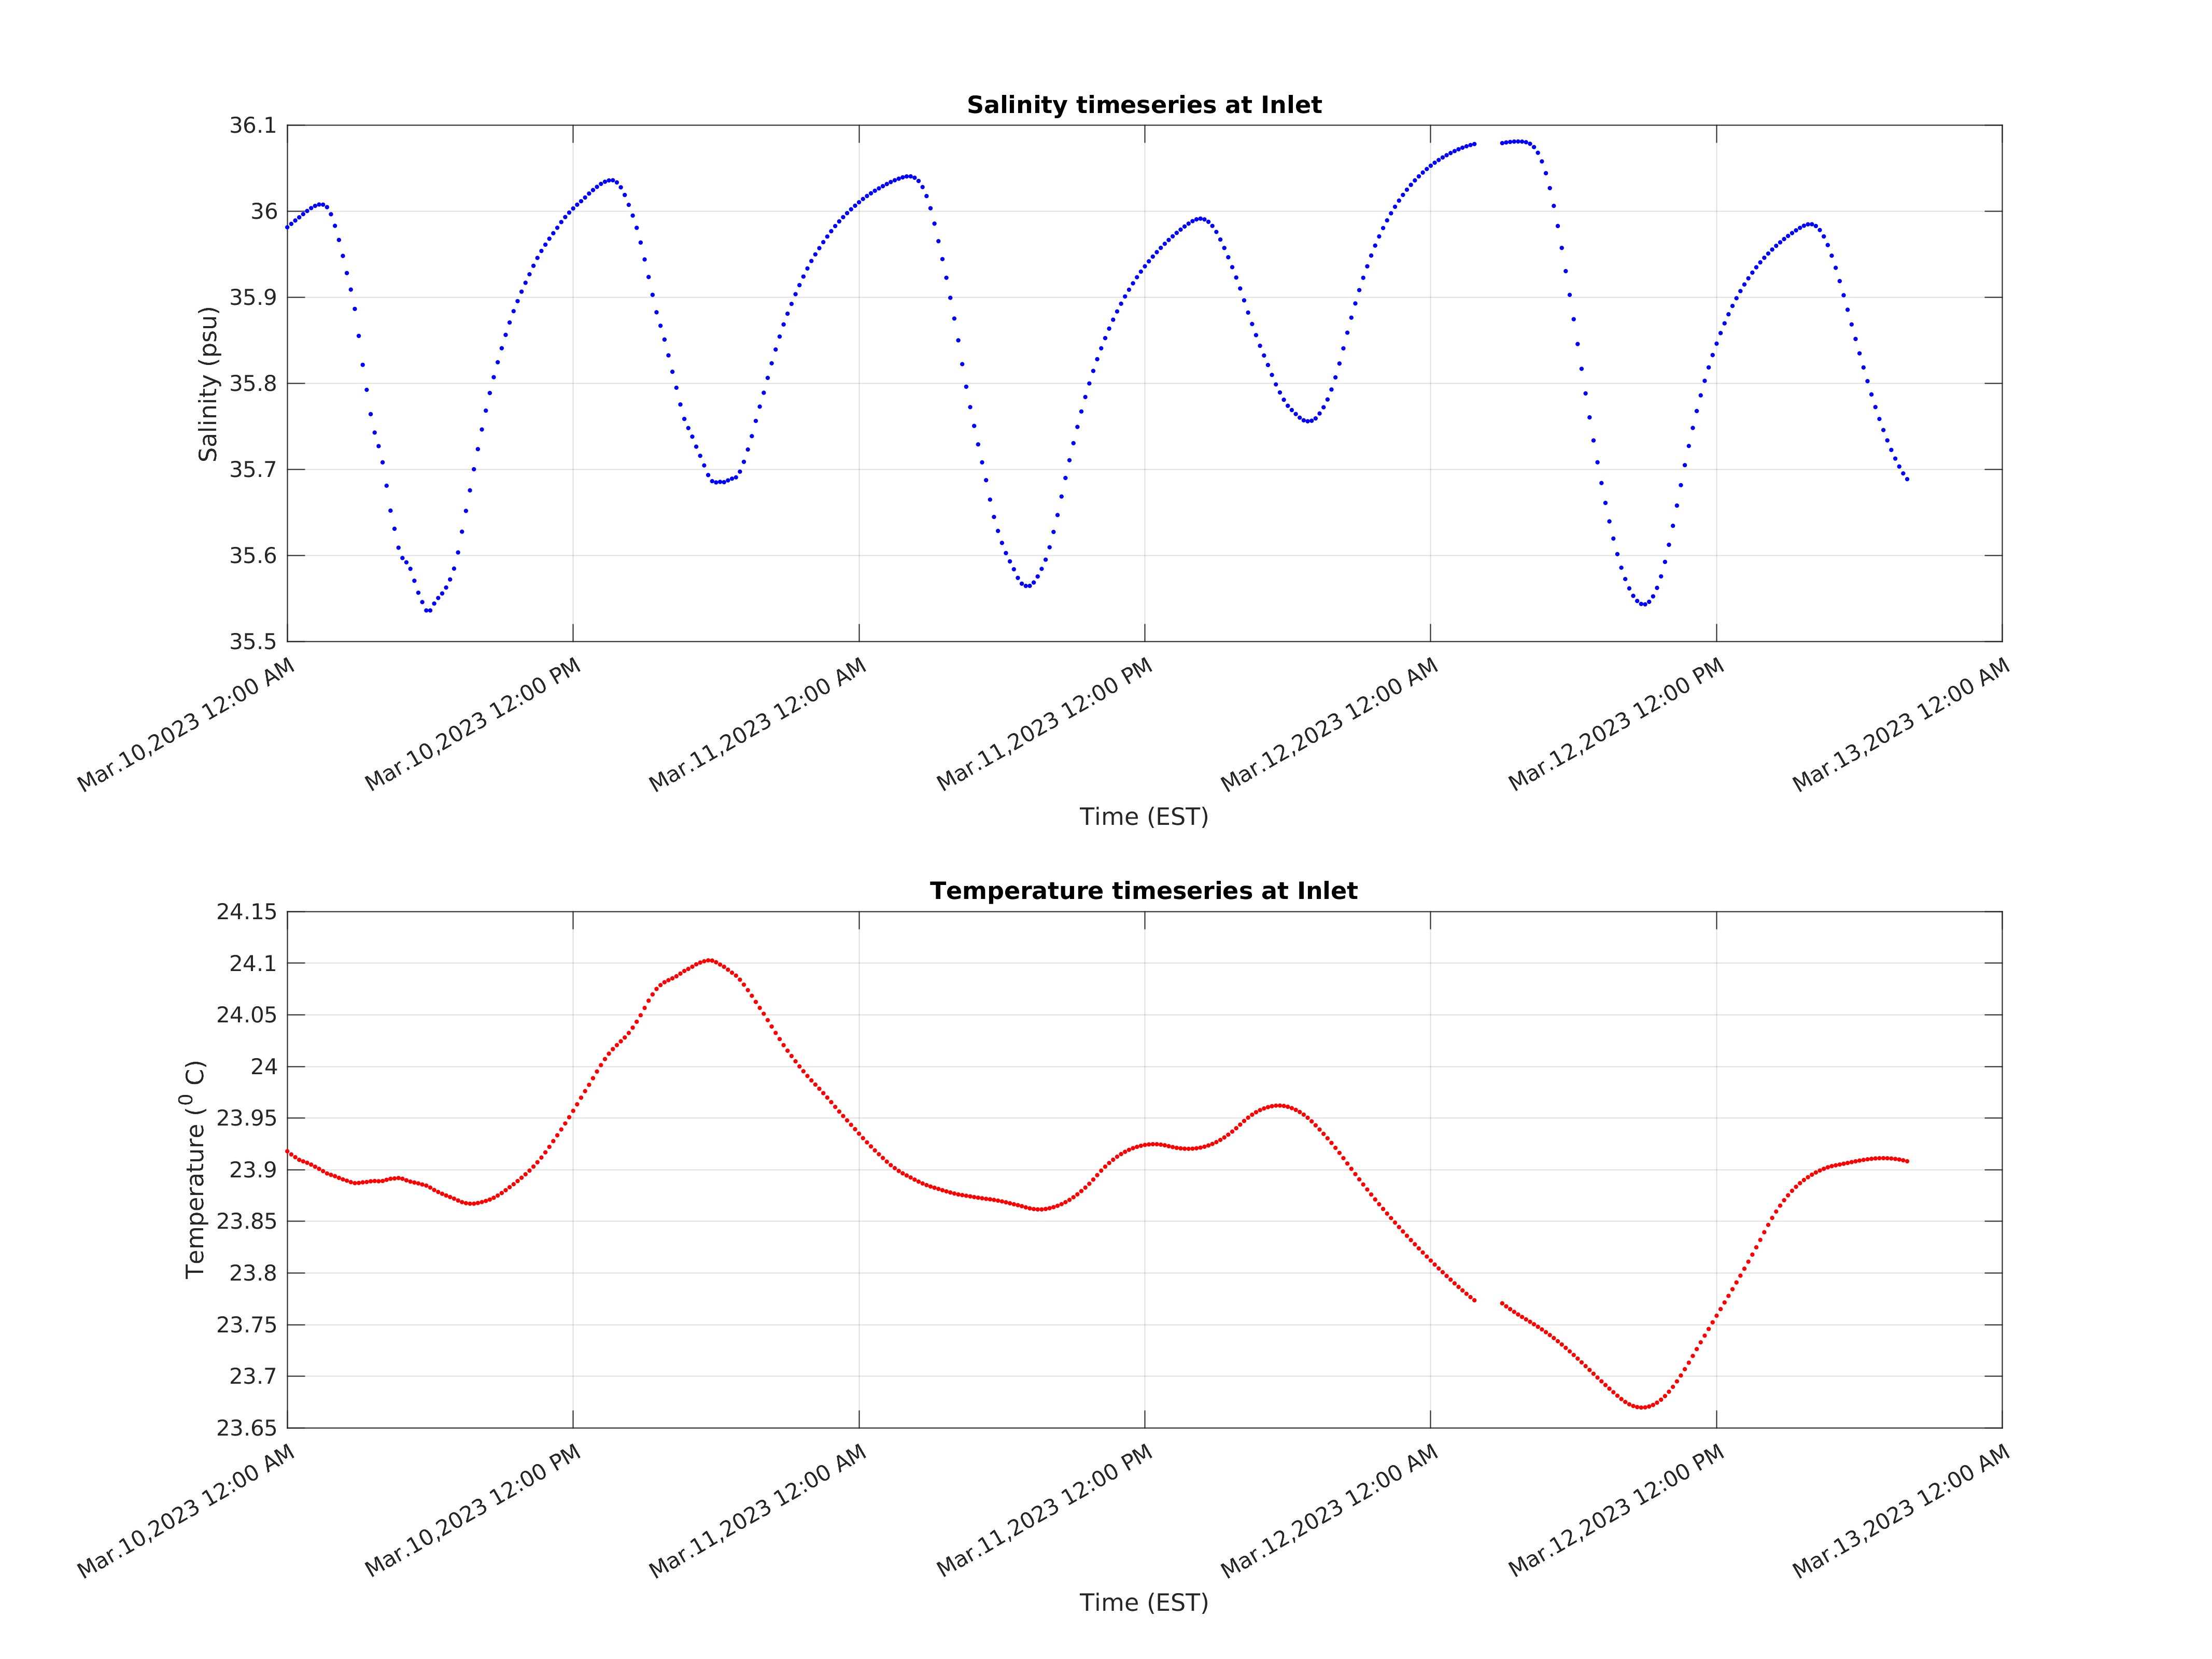 Salinity timeseries at Inlet
Salinity (psu)
36.1
36
35.9
35.8
35.7
35.6
35.5
Mar.10,2023 12:00 AM
Mar.10,2023 12:00 PM
Mar.11,2023 12:00 AM
Mar.11,2023 12:00 PM
Mar.12,2023 12:00 AM
Mar.12,2023 12:00 PM
Mar.13,2023 12:00 AM
Time (EST)
Temperature timeseries at Inlet
Temperature (⁰ C)
24.15
24.1
24.05
24
23.95
23.9
23.85
23.8
23.75
23.7
23.65
Mar.10,2023 12:00 AM
Mar.10,2023 12:00 PM
Mar.11,2023 12:00 AM
Mar.11,2023 12:00 PM
Mar.12,2023 12:00 AM
Mar.12,2023 12:00 PM
Mar.13,2023 12:00 AM
Time (EST)